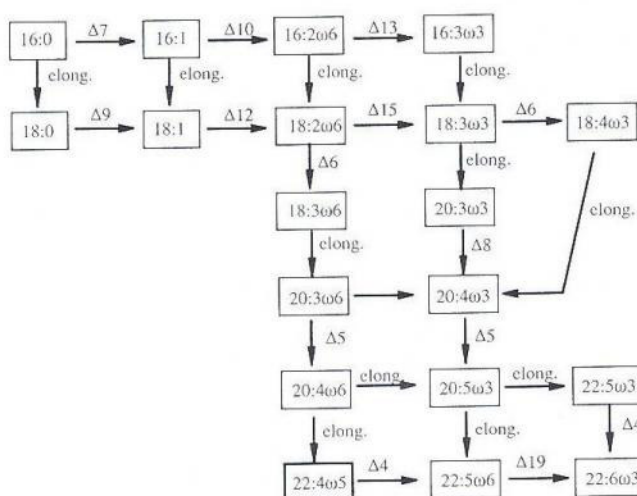 Δ7 Δ10 Δ13
16:0 16:1 16:2ω6 16:3ω3
elong. elong. elong. elong.
Δ9 Δ12 Δ15 Δ6
18:0 18:1 18:2ω6 18:3ω3 18:4ω3
Δ6 elong.
18:3ω6 20:3ω3 elong.
elong. Δ8
20:3ω6 20:4ω3
Δ5 Δ5
elong. elong.
20:4ω6 20:5ω3 22:5ω3
elong. elong. Δ4
Δ4 Δ19
22:4ω5 22:5ω6 22:6ω3